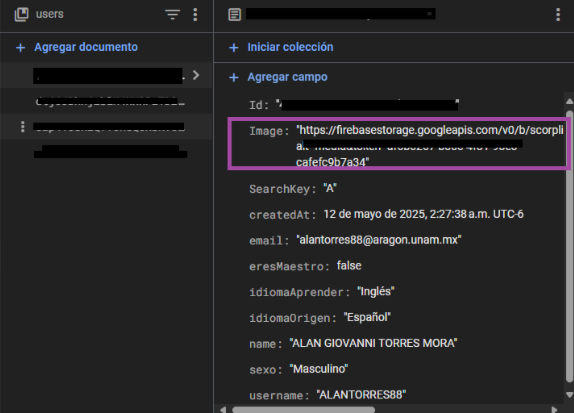 users
+ Agregar documento
+ Iniciar colección
+ Agregar campo
Id:
Image: "https://firebasestorage.googleapis.com/v0/b/scorpli
cafefc9b7a34"
SearchKey: "A"
createdAt: 12 de mayo de 2025, 2:27:38 a.m. UTC-6
email: "alantorres88@aragon.unam.mx"
eresMaestro: false
idiomaAprender: "Inglés"
idiomaOrigen: "Español"
name: "ALAN GIOVANNI TORRES MORA"
sexo: "Masculino"
username: "ALANTORRES88"